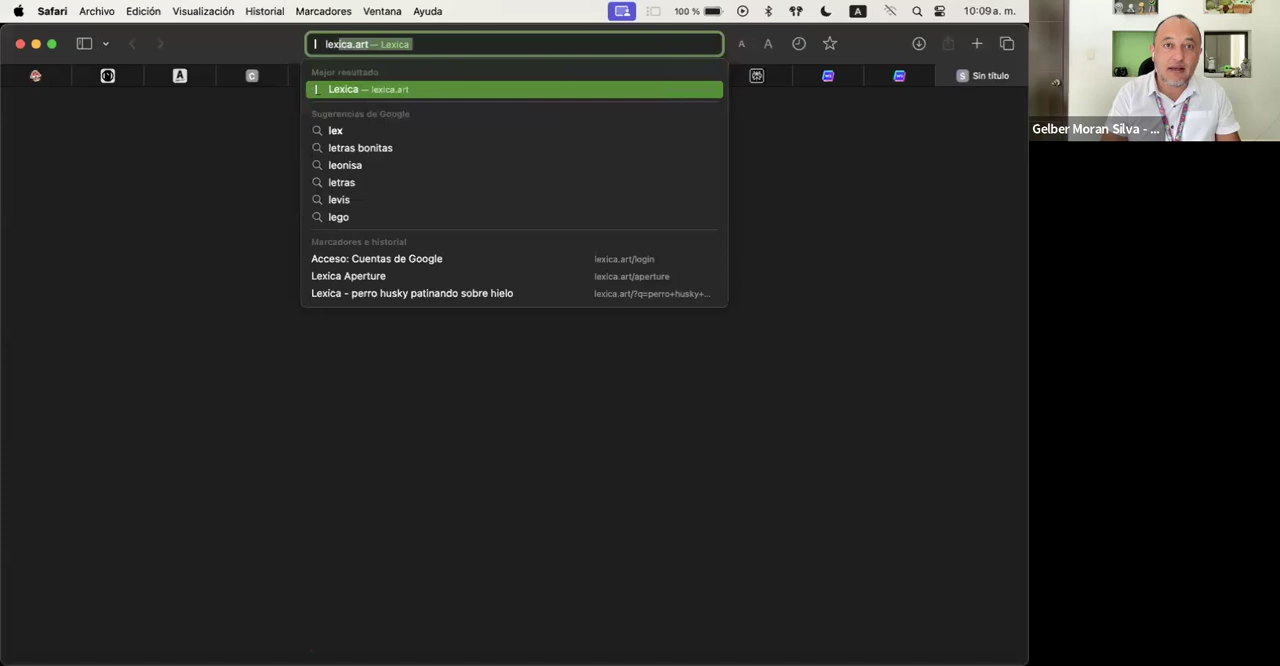 Safari Archivo Edición Visualización Historial Marcadores Ventana Ayuda 100 % A 10:09 a. m.
lexica.art — Lexica A A
A C S Sin título
Mejor resultado
Lexica — lexica.art
Sugerencias de Google
lex
letras bonitas
leonisa
letras
levis
lego
Marcadores e historial
Acceso: Cuentas de Google lexica.art/login
Lexica Aperture lexica.art/aperture
Lexica - perro husky patinando sobre hielo lexica.art/?q=perro+husky+...
Gelber Moran Silva - ...